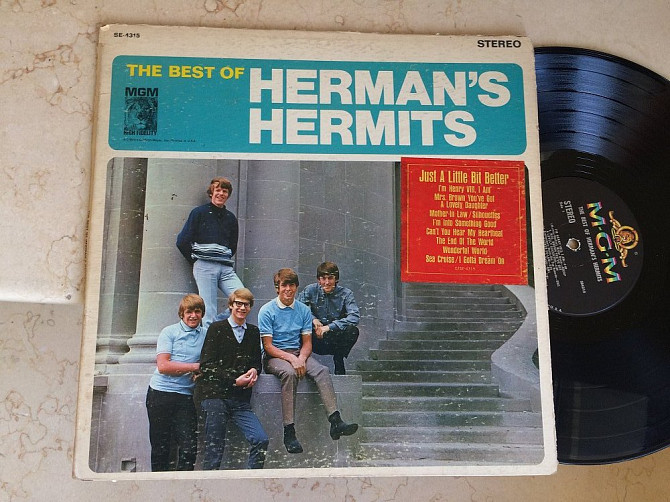 SE-4315
STEREO
THE BEST OF
HERMAN'S
HERMITS
MGM
HIGH FIDELITY
Just A Little Bit Better
I'm Henry VIII, I Am
Mrs. Brown You've Got
A Lovely Daughter
Mother-In Law / Silhouettes
I'm Into Something Good
Can't You Hear My Heartbeat
The End Of The World
Wonderful World
Sea Cruise / I Gotta Dream On
MGM
STEREO
THE BEST OF HERMAN'S HERMITS